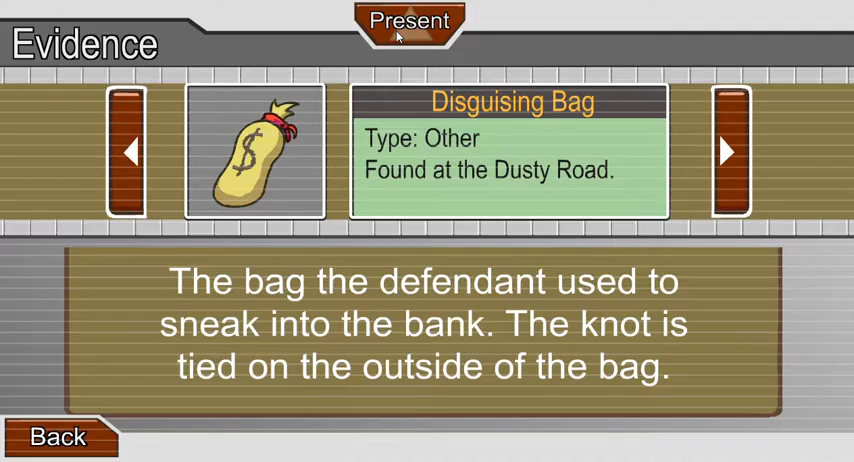 Present
Evidence
Disguising Bag
Type: Other
Found at the Dusty Road.
$
The bag the defendant used to
sneak into the bank. The knot is
tied on the outside of the bag.
Back